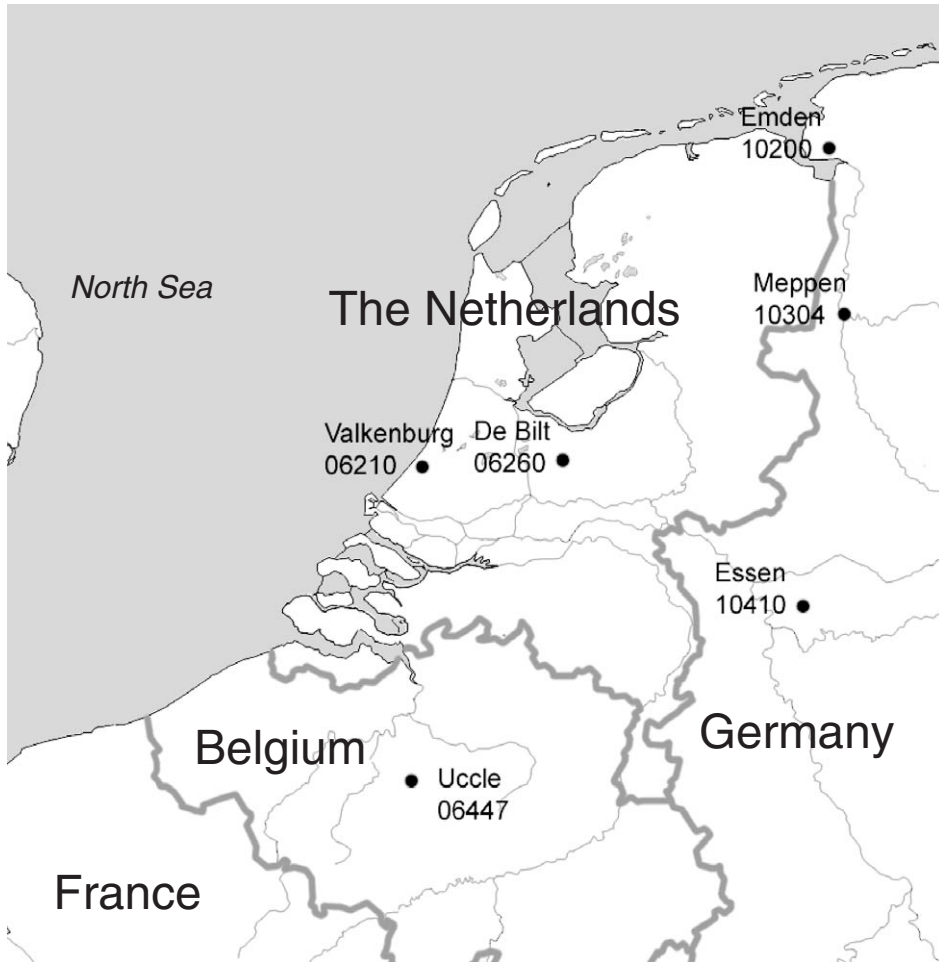 Emden
10200
North Sea
Meppen
10304
The Netherlands
Valkenburg
06210
De Bilt
06260
Essen
10410
Belgium
Germany
Uccle
06447
France